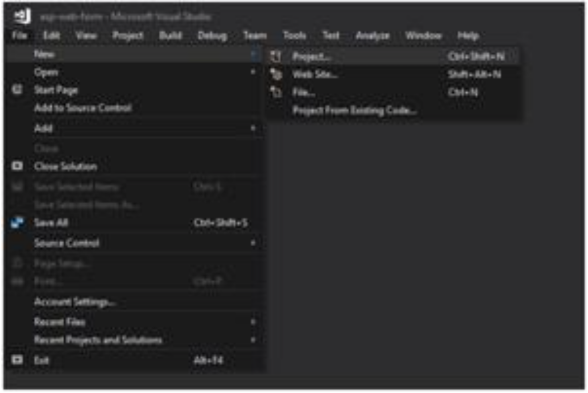 asp-web-form - Microsoft Visual Studio
File Edit View Project Build Debug Team Tools Test Analyze Window Help
New
Project... Ctrl+Shift+N
Open
Web Site... Shift+Alt+N
Start Page
File... Ctrl+N
Add to Source Control
Project From Existing Code...
Add
Close
Close Solution
Save Selected Items Ctrl+S
Save Selected Items As...
Save All Ctrl+Shift+S
Source Control
Page Setup...
Print... Ctrl+P
Account Settings...
Recent Files
Recent Projects and Solutions
Exit Alt+F4